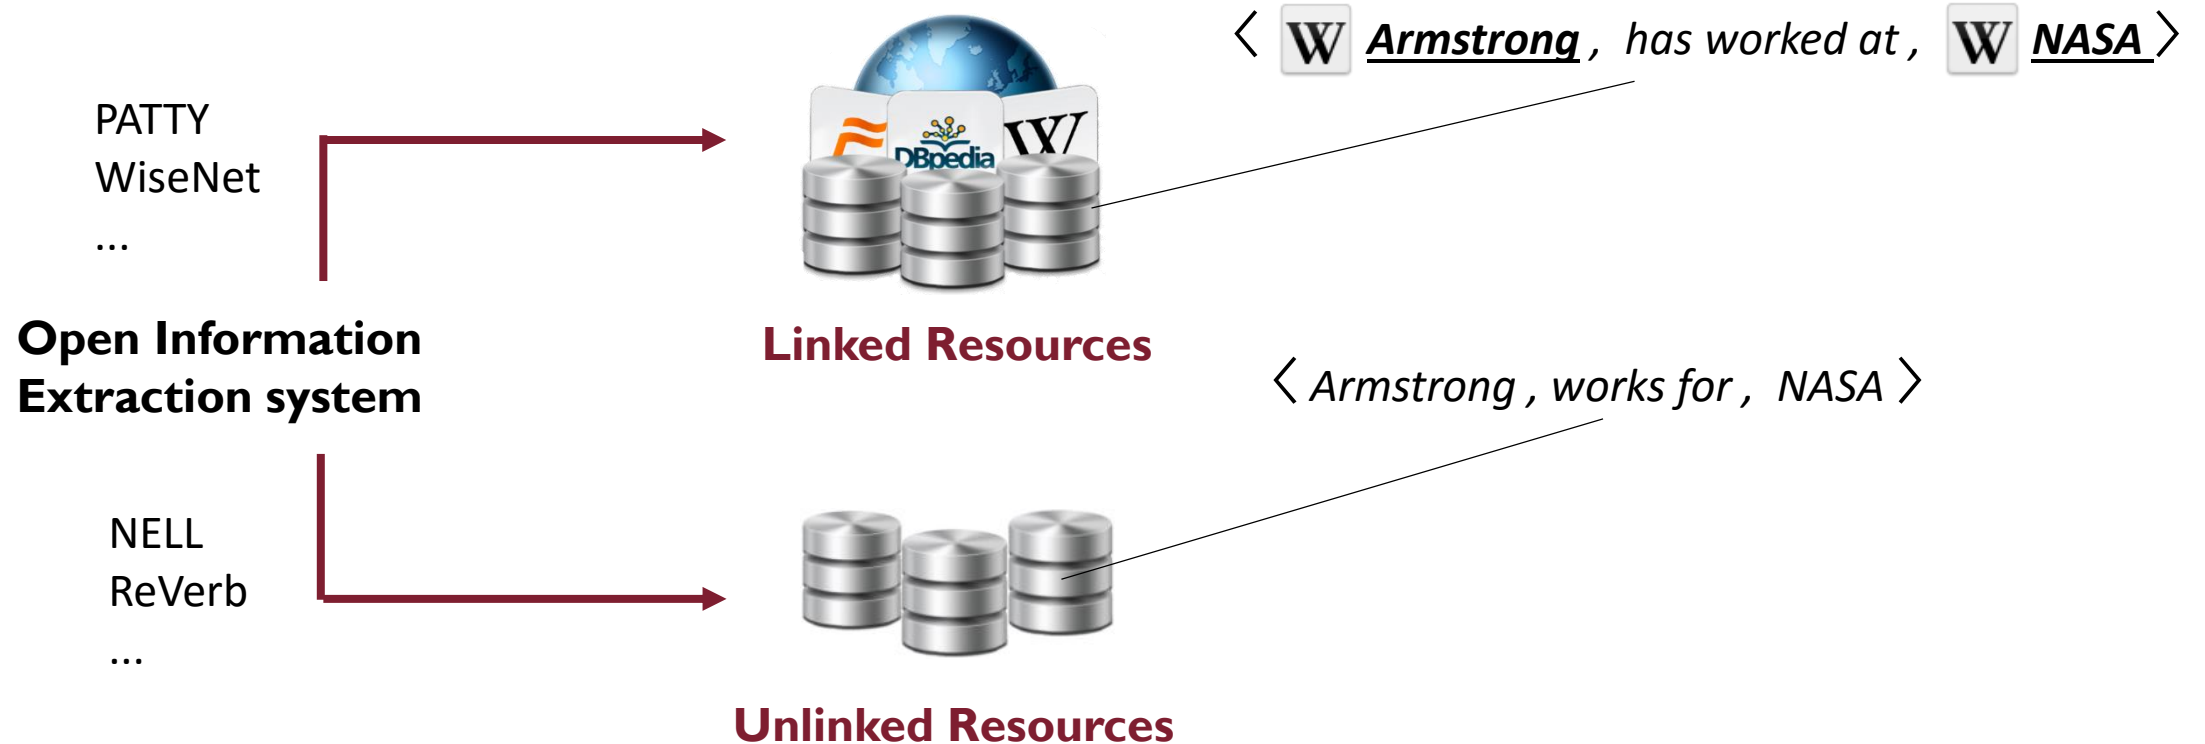 〈 W Armstrong , has worked at , W NASA 〉
PATTY
WiseNet
...
DBpedia
W
Open Information
Extraction system
Linked Resources
〈 Armstrong , works for , NASA 〉
NELL
ReVerb
...
Unlinked Resources